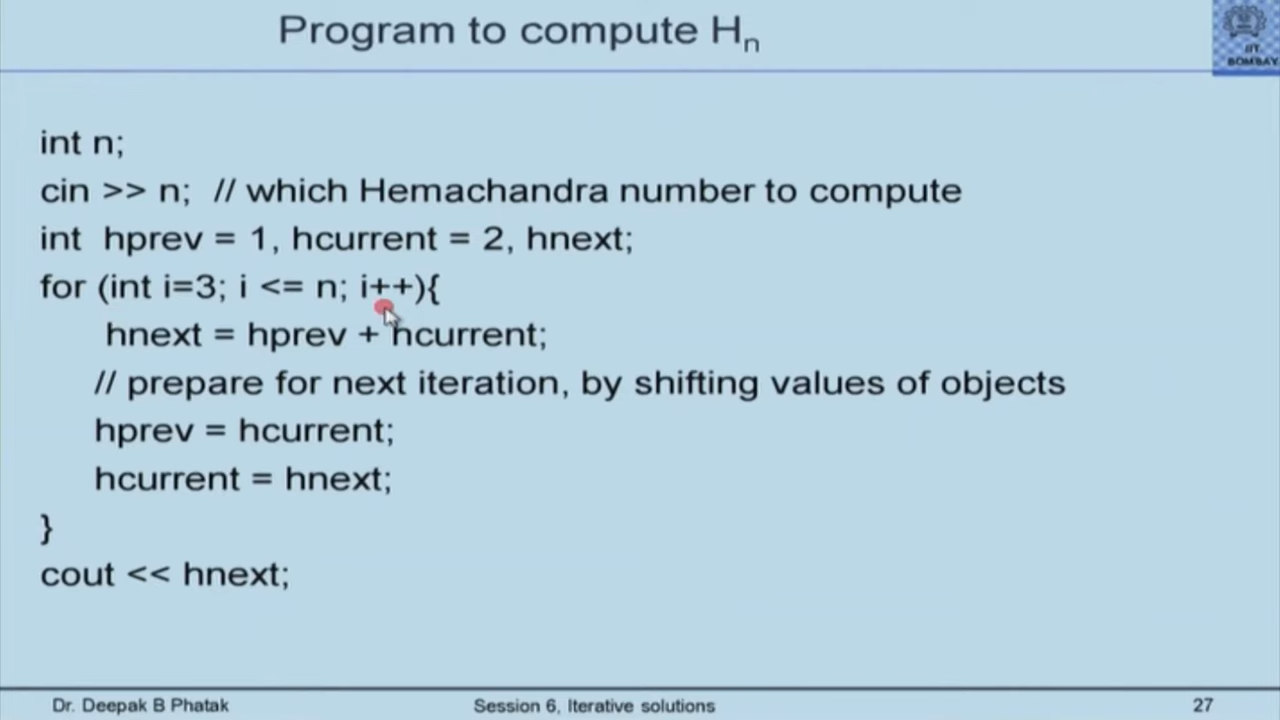 Program to compute Hn
IIT
BOMBAY
int n;
cin >> n; // which Hemachandra number to compute
int hprev = 1, hcurrent = 2, hnext;
for (int i=3; i <= n; i++){
hnext = hprev + hcurrent;
// prepare for next iteration, by shifting values of objects
hprev = hcurrent;
hcurrent = hnext;
}
cout << hnext;
Dr. Deepak B Phatak
Session 6, Iterative solutions
27